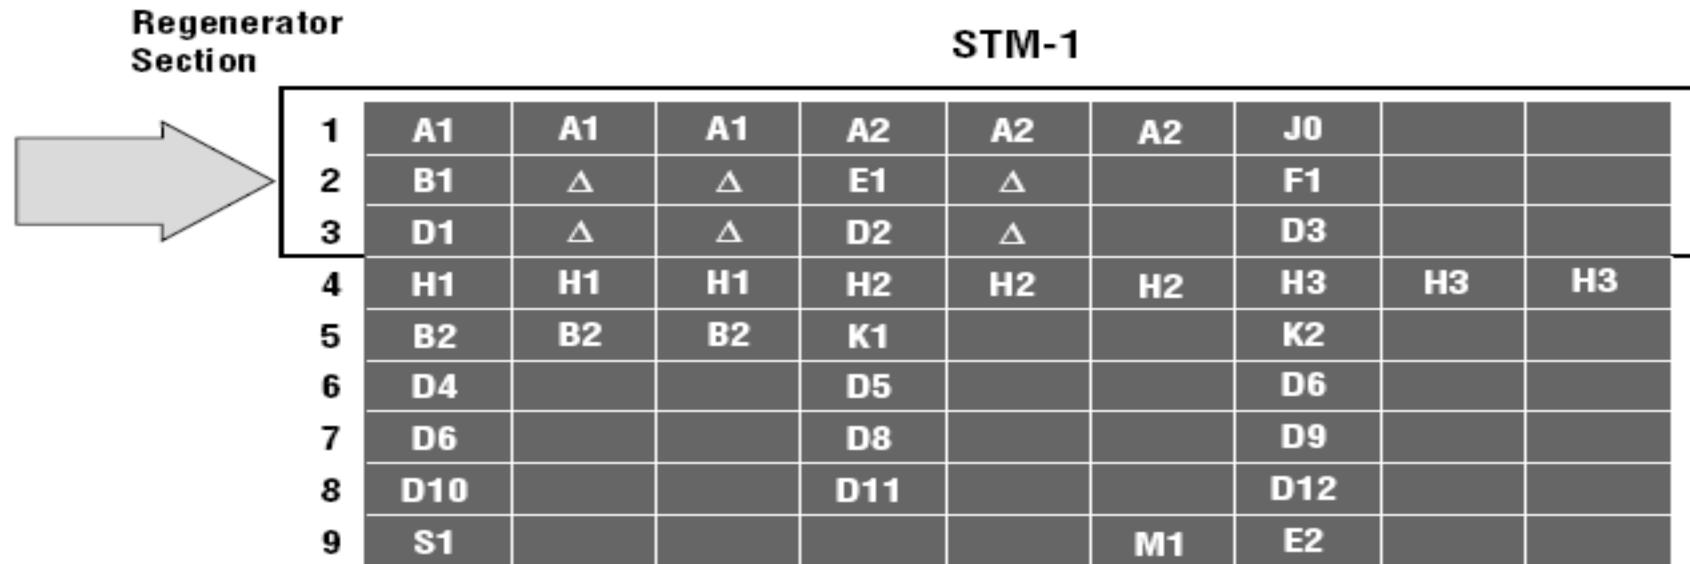 Regenerator
Section
STM-1
1 A1 A1 A1 A2 A2 A2 J0
2 B1 Δ Δ E1 Δ F1
3 D1 Δ Δ D2 Δ D3
4 H1 H1 H1 H2 H2 H2 H3 H3 H3
5 B2 B2 B2 K1 K2
6 D4 D5 D6
7 D6 D8 D9
8 D10 D11 D12
9 S1 M1 E2